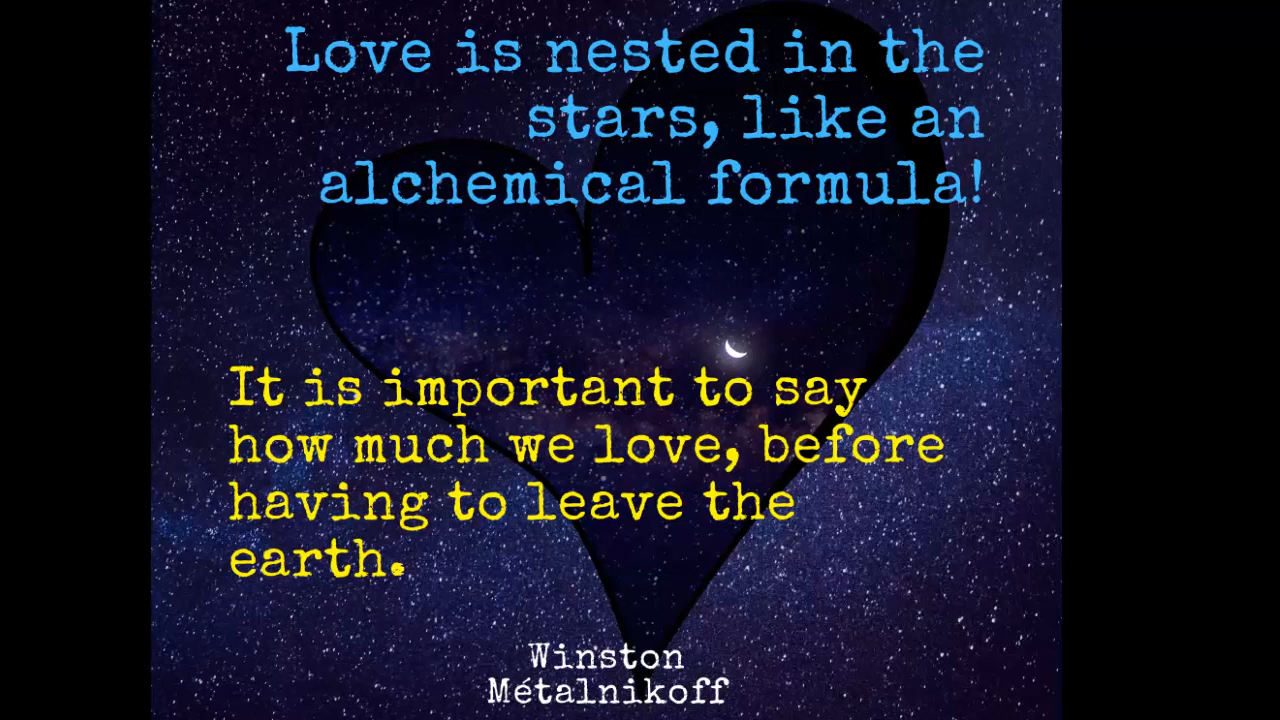 Love is nested in the
stars, like an
alchemical formula!
It is important to say
how much we love, before
having to leave the
earth.
Winston
Métalnikoff